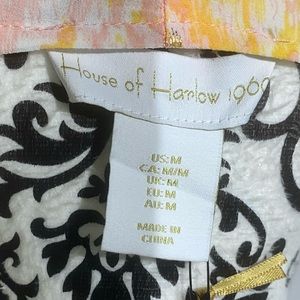 House of Harlow 1960
US: M
CA: M/M
UK: M
EU: M
AU: M
MADE IN
CHINA